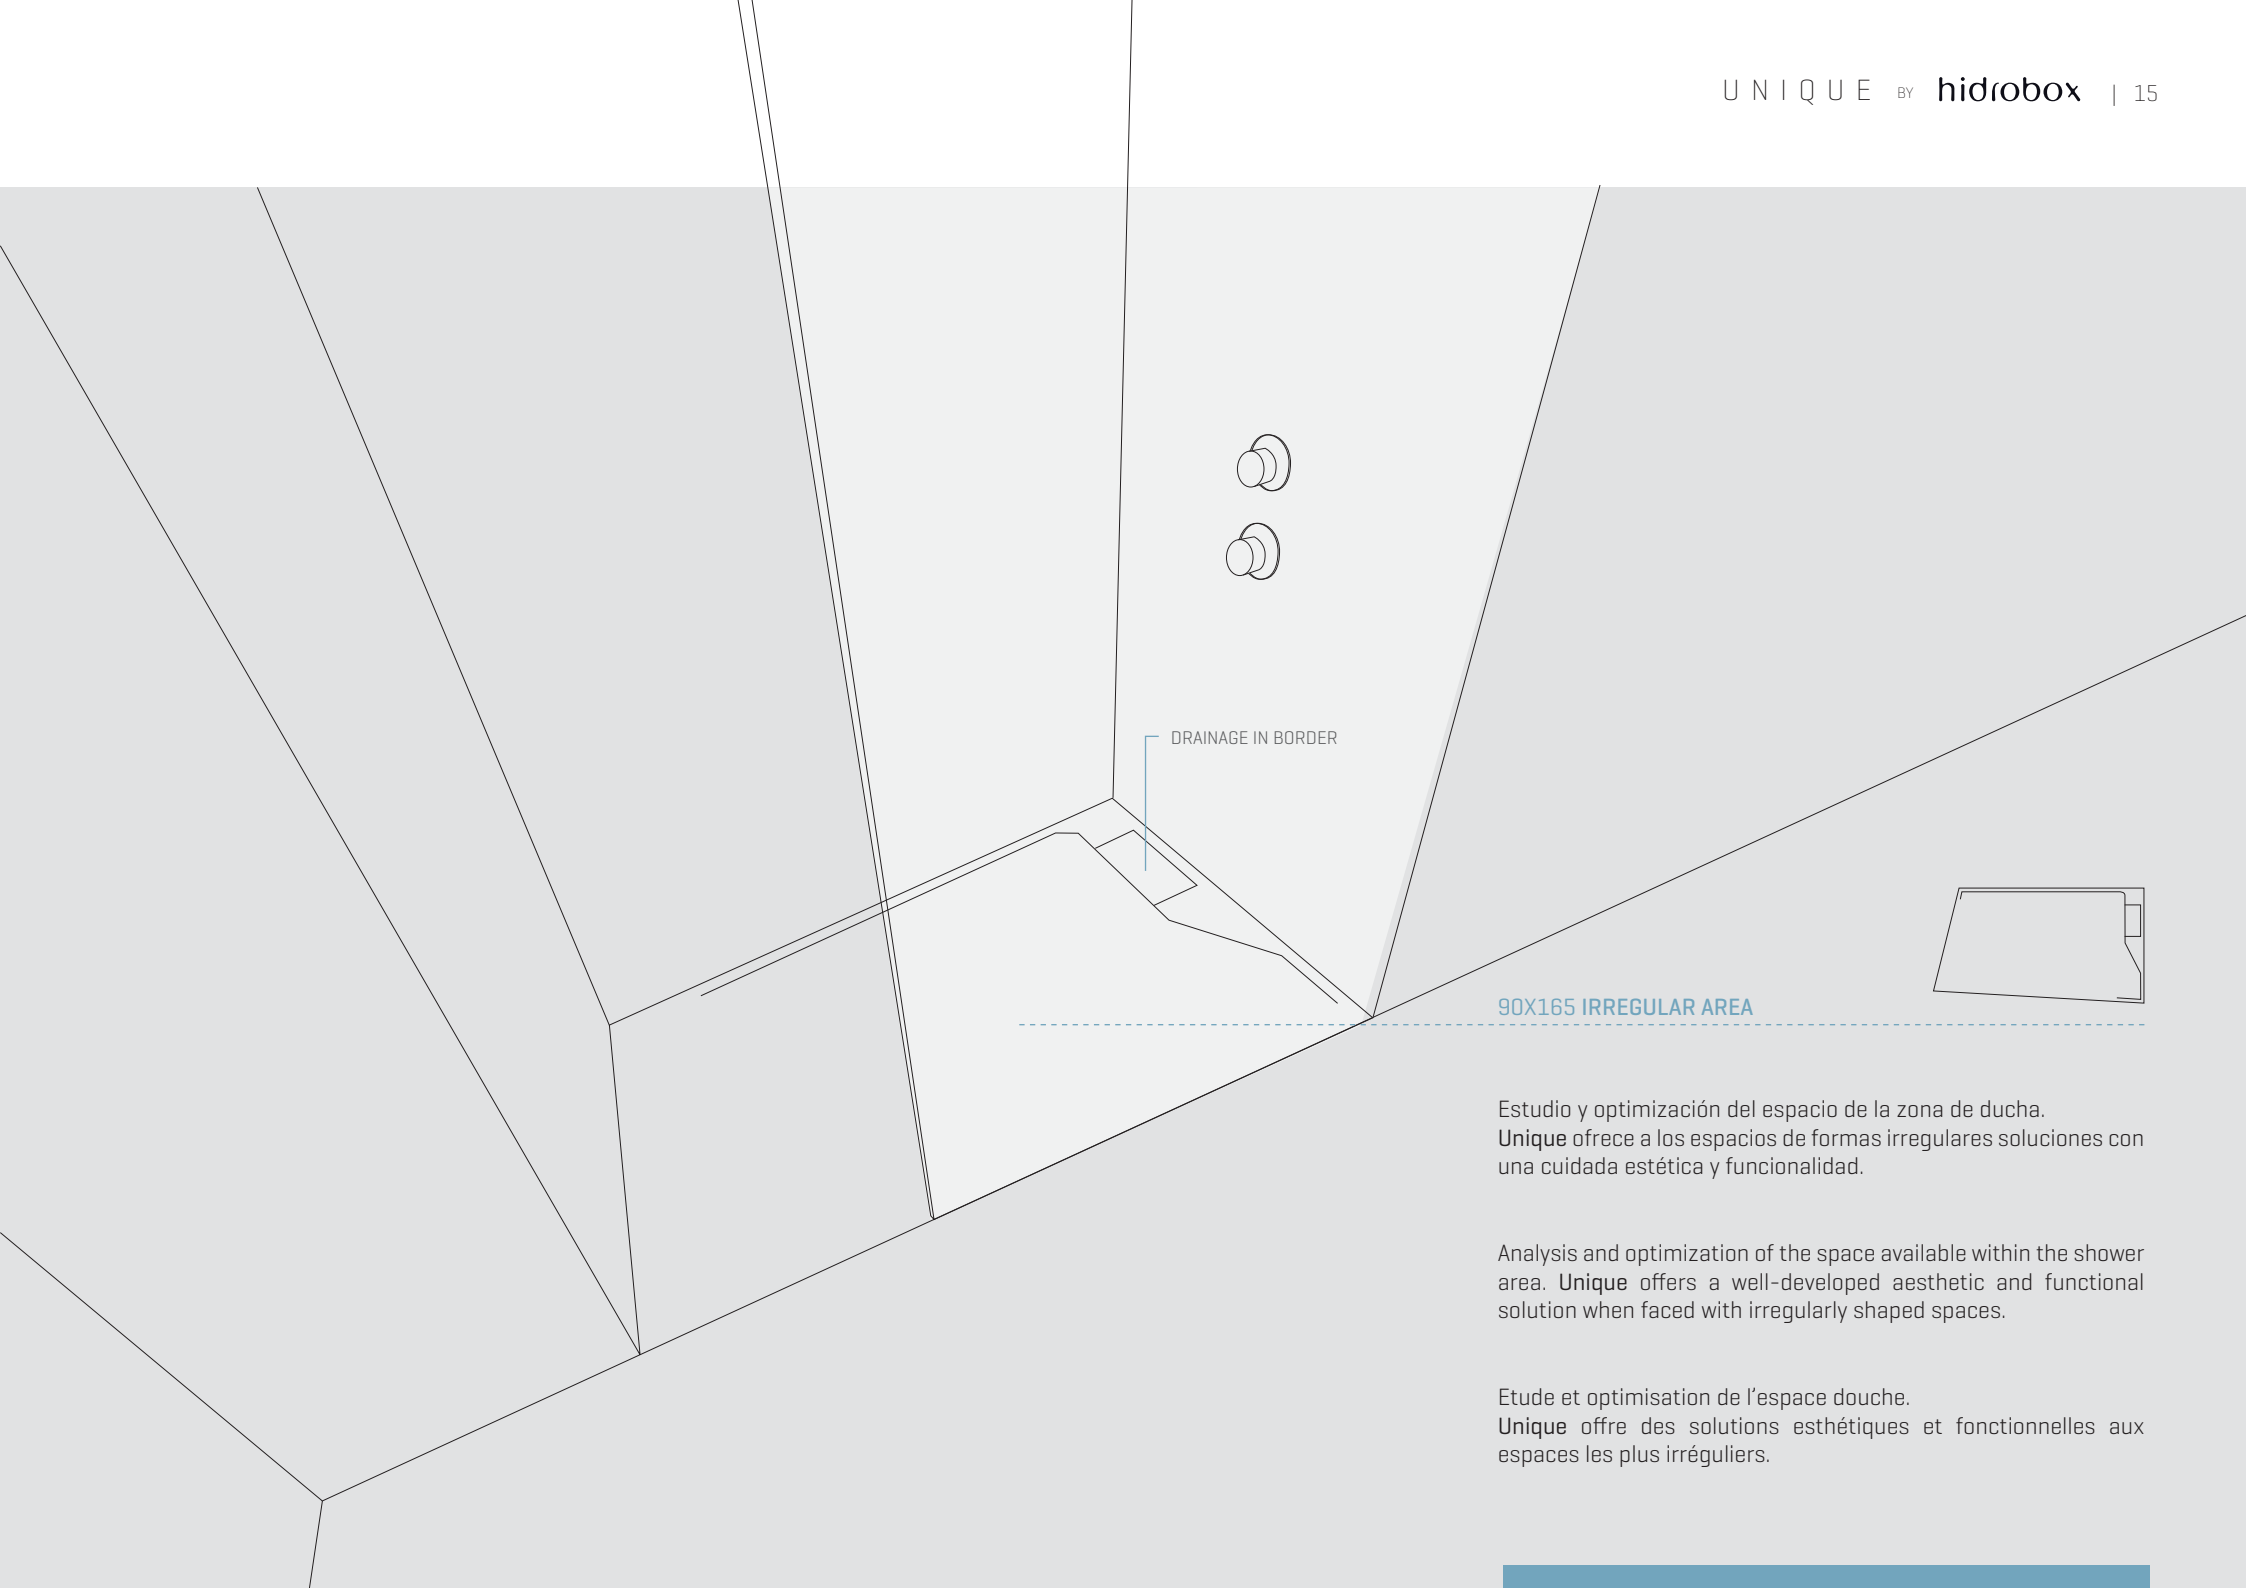 UNIQUE BY hidrobox | 15
DRAINAGE IN BORDER
90X165 IRREGULAR AREA
Estudio y optimización del espacio de la zona de ducha.
Unique ofrece a los espacios de formas irregulares soluciones con
una cuidada estética y funcionalidad.
Analysis and optimization of the space available within the shower
area. Unique offers a well-developed aesthetic and functional
solution when faced with irregularly shaped spaces.
Etude et optimisation de l’espace douche.
Unique offre des solutions esthétiques et fonctionnelles aux
espaces les plus irréguliers.